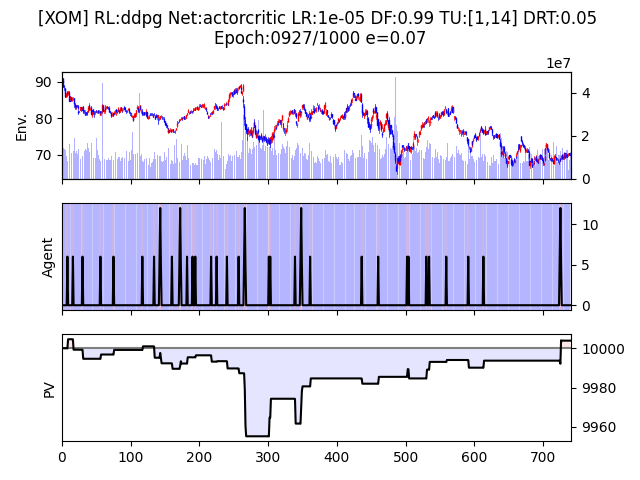 [XOM] RL:ddpg Net:actorcritic LR:1e-05 DF:0.99 TU:[1,14] DRT:0.05
Epoch:0927/1000 e=0.07
1e7
90
80
70
Env.
4
2
0
Agent
10
5
0
PV
10000
9980
9960
0 100 200 300 400 500 600 700